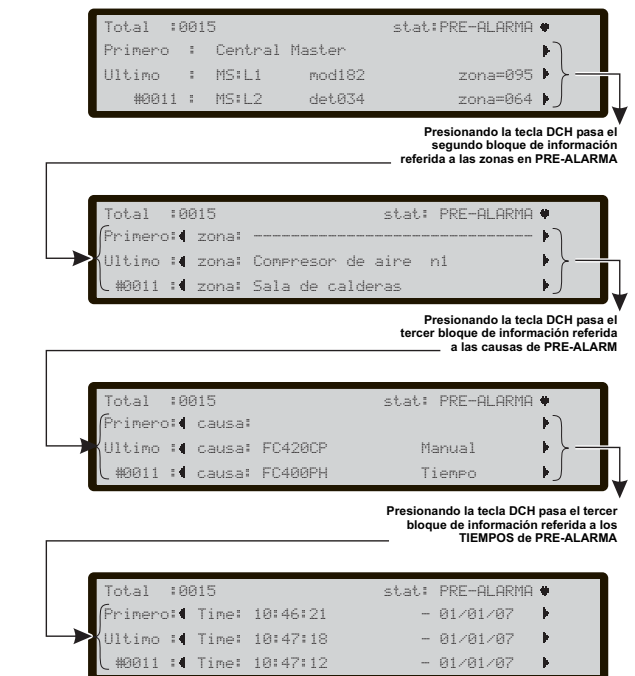 Total :0015 stat:PRE-ALARMA
Primero : Central Master
Ultimo : MS:L1 mod182 zona=095
#0011 : MS:L2 det034 zona=064
Presionando la tecla DCH pasa el
segundo bloque de información
referida a las zonas en PRE-ALARMA
Total :0015 stat: PRE-ALARMA
Primero: zona: ------------------------------
Ultimo : zona: Compresor de aire n1
#0011 : zona: Sala de calderas
Presionando la tecla DCH pasa el
tercer bloque de información referida
a las causas de PRE-ALARM
Total :0015 stat: PRE-ALARMA
Primero: causa:
Ultimo : causa: FC420CP Manual
#0011 : causa: FC400PH Tiempo
Presionando la tecla DCH pasa el tercer
bloque de información referida a los
TIEMPOS de PRE-ALARMA
Total :0015 stat: PRE-ALARMA
Primero: Time: 10:46:21 - 01/01/07
Ultimo : Time: 10:47:18 - 01/01/07
#0011 : Time: 10:47:12 - 01/01/07